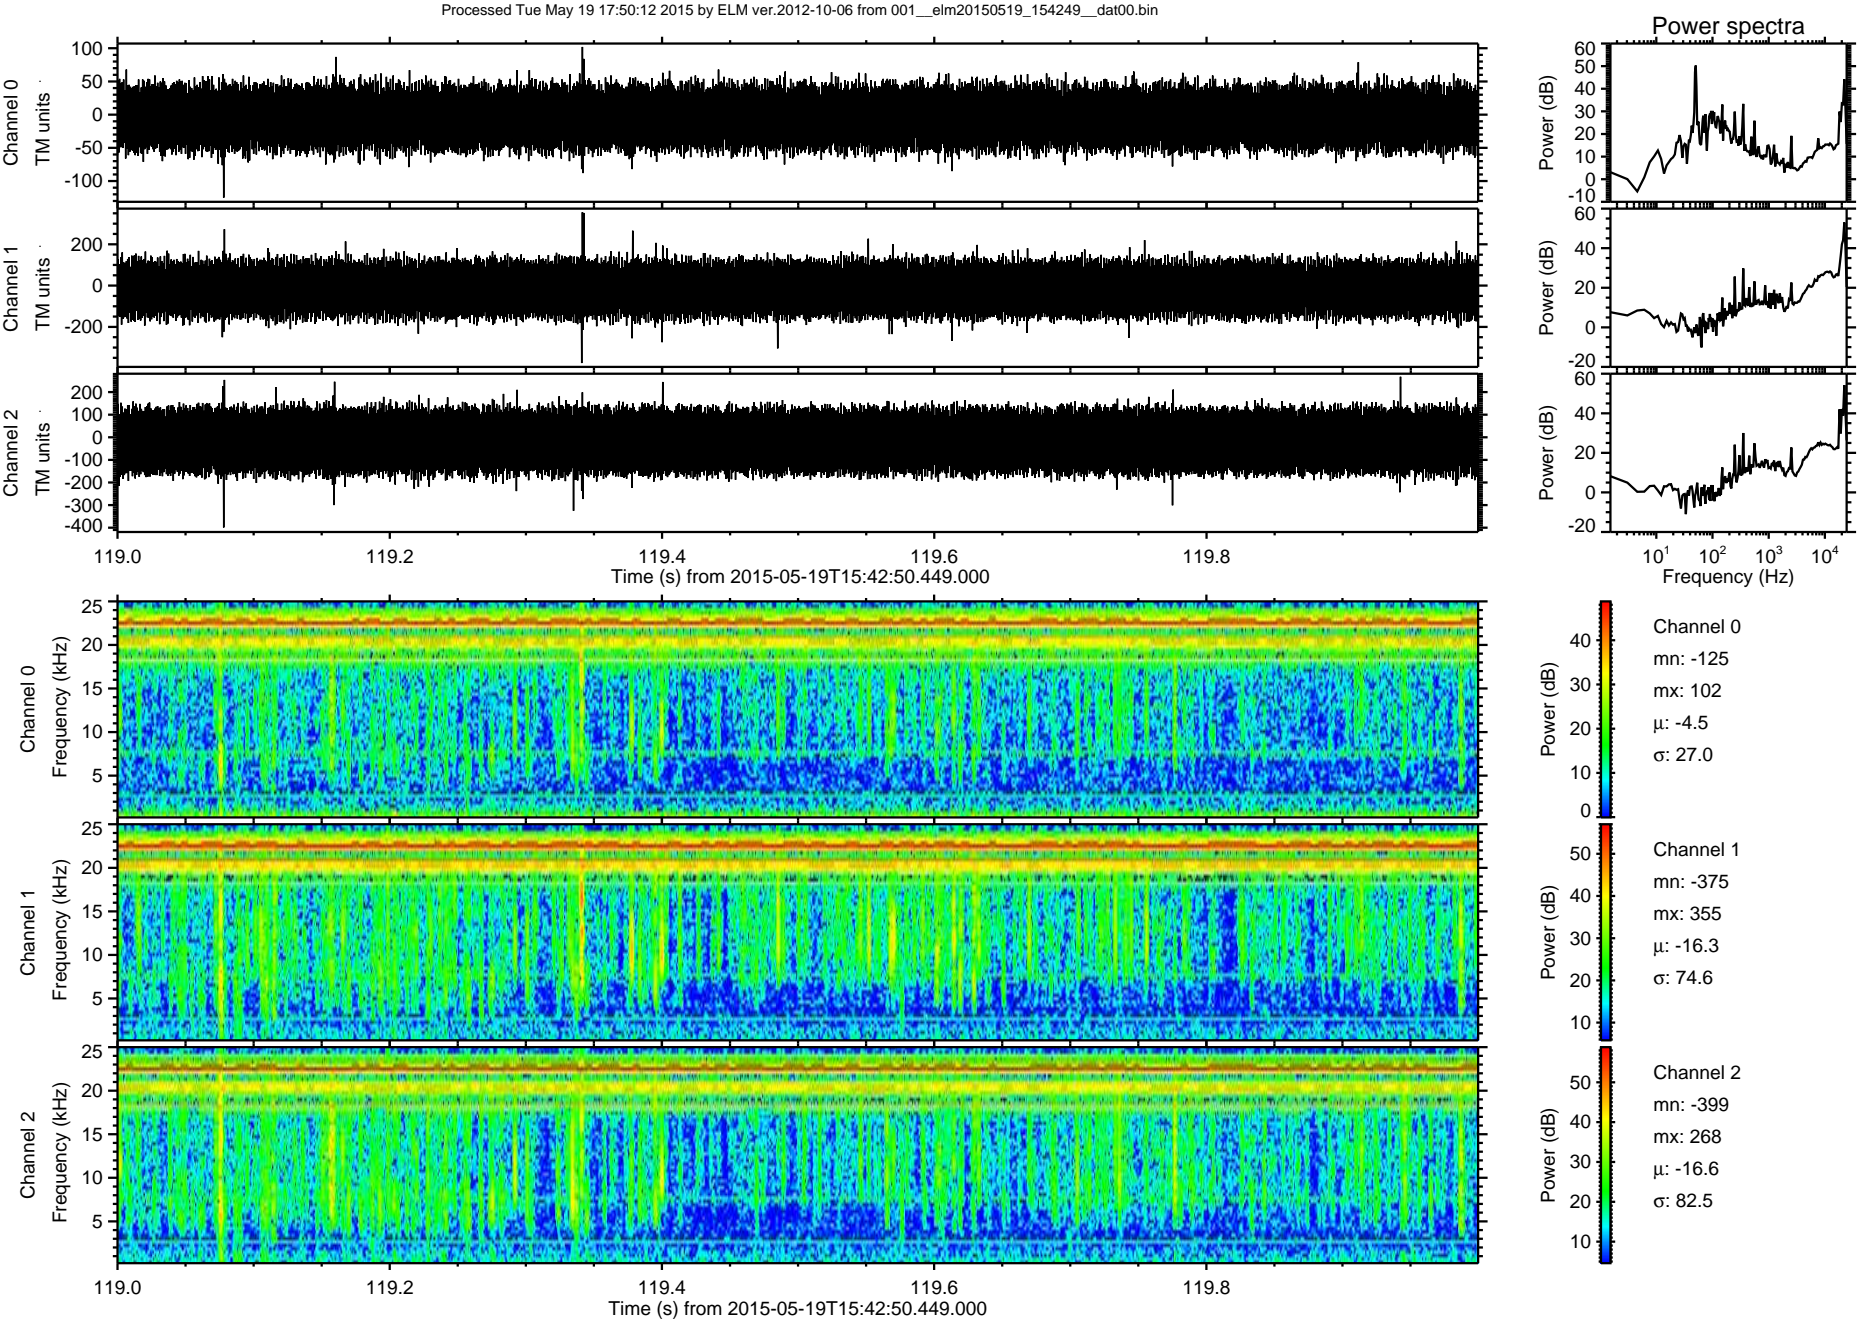 Processed Tue May 19 17:50:12 2015 by ELM ver.2012-10-06 from 001__elm20150519_154249__dat00.bin
Power spectra
Channel 0
TM units
100
50
0
-50
-100
Power (dB)
60
50
40
30
20
10
0
-10
Channel 1
TM units
200
0
-200
Power (dB)
60
40
20
0
-20
Channel 2
TM units
200
100
0
-100
-200
-300
-400
Power (dB)
60
40
20
0
-20
119.0 119.2 119.4 119.6 119.8
Time (s) from 2015-05-19T15:42:50.449.000
10¹ 10² 10³ 10⁴
Frequency (Hz)
Channel 0
Frequency (kHz)
25
20
15
10
5
Power (dB)
40
30
20
10
0
Channel 0
mn: -125
mx: 102
μ: -4.5
σ: 27.0
Channel 1
Frequency (kHz)
25
20
15
10
5
Power (dB)
50
40
30
20
10
Channel 1
mn: -375
mx: 355
μ: -16.3
σ: 74.6
Channel 2
Frequency (kHz)
25
20
15
10
5
Power (dB)
50
40
30
20
10
Channel 2
mn: -399
mx: 268
μ: -16.6
σ: 82.5
119.0 119.2 119.4 119.6 119.8
Time (s) from 2015-05-19T15:42:50.449.000